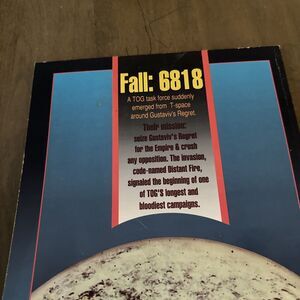 Fall: 6818
A TOG task force suddenly
emerged from T-space
around Gustaviv's Regret.
Their mission:
seize Gustaviv's Regret
for the Empire & crush
any opposition. The invasion,
code-named Distant Fire,
signaled the beginning of one
of TOG'S longest and
bloodiest campaigns.